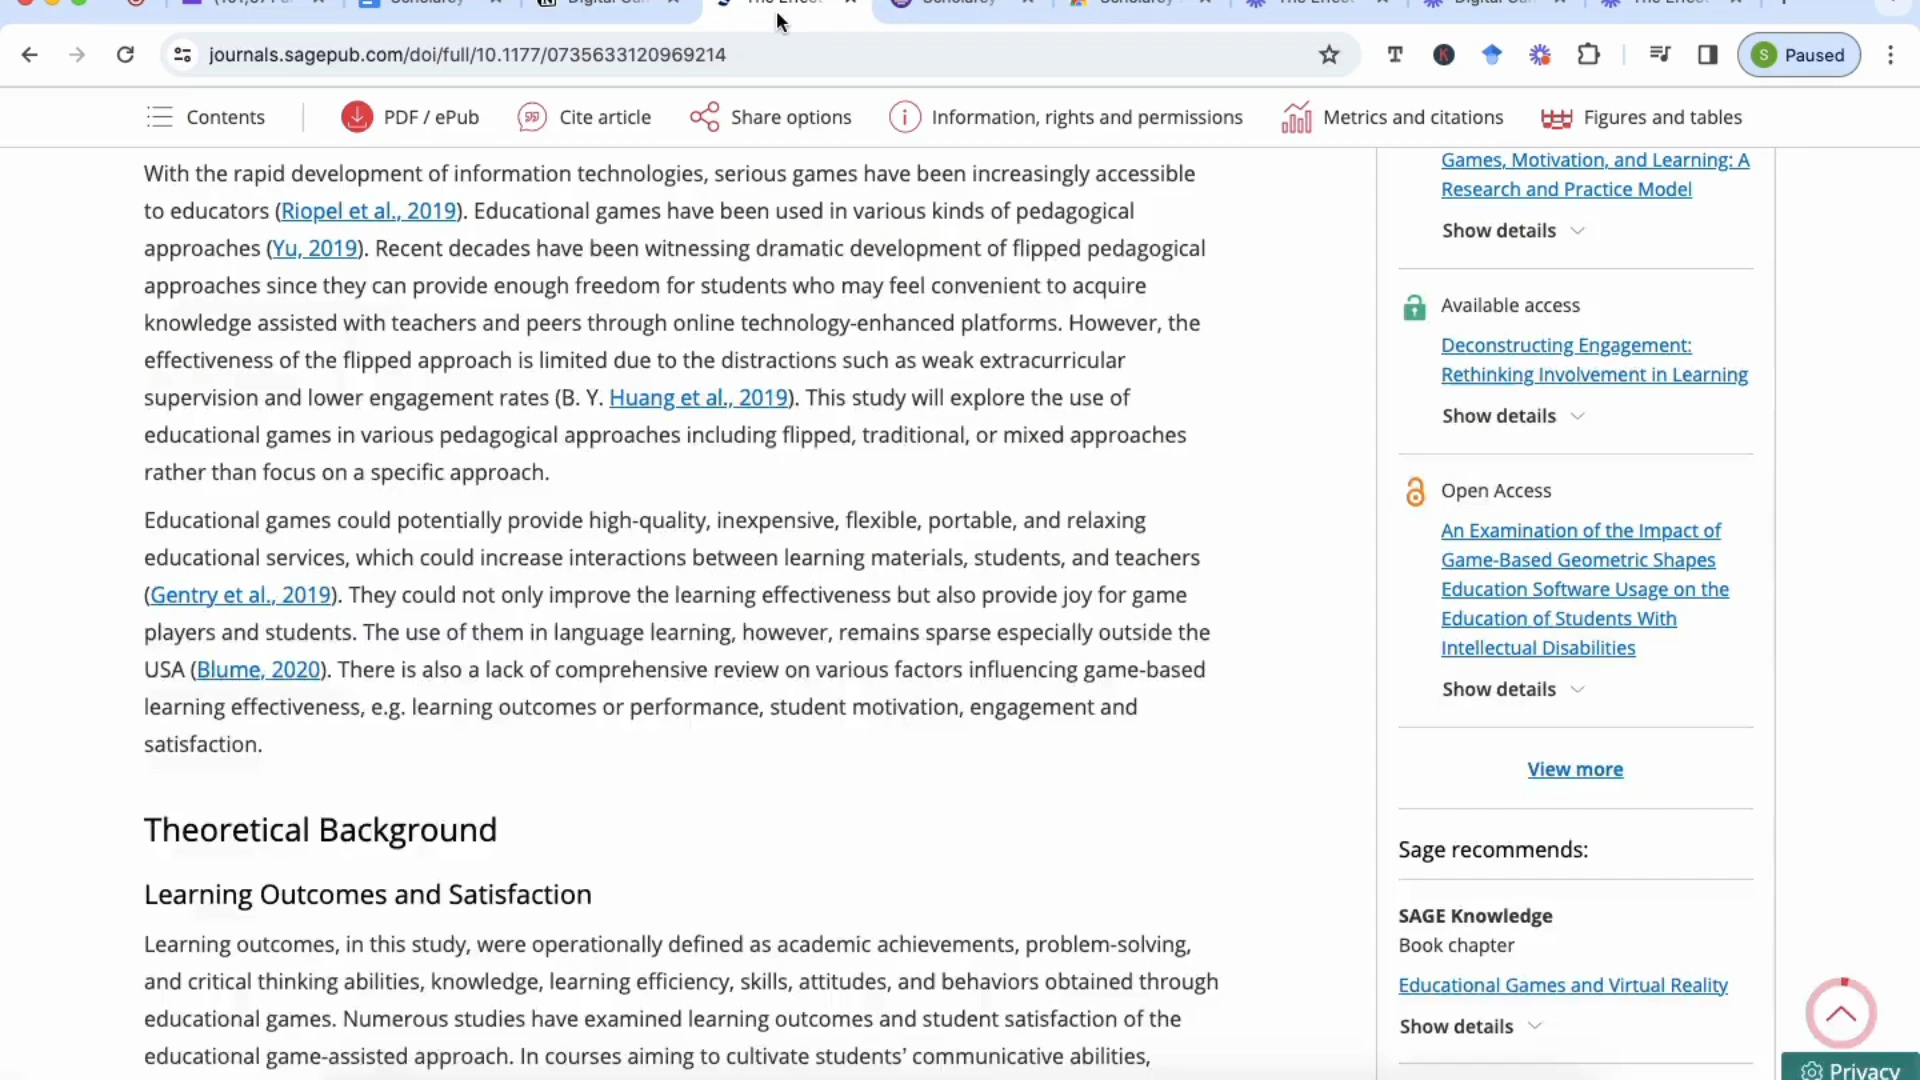 journals.sagepub.com/doi/full/10.1177/0735633120969214
S Paused
Contents
PDF / ePub
Cite article
Share options
Information, rights and permissions
Metrics and citations
Figures and tables
With the rapid development of information technologies, serious games have been increasingly accessible
to educators (Riopel et al., 2019). Educational games have been used in various kinds of pedagogical
approaches (Yu, 2019). Recent decades have been witnessing dramatic development of flipped pedagogical
approaches since they can provide enough freedom for students who may feel convenient to acquire
knowledge assisted with teachers and peers through online technology-enhanced platforms. However, the
effectiveness of the flipped approach is limited due to the distractions such as weak extracurricular
supervision and lower engagement rates (B. Y. Huang et al., 2019). This study will explore the use of
educational games in various pedagogical approaches including flipped, traditional, or mixed approaches
rather than focus on a specific approach.
Educational games could potentially provide high-quality, inexpensive, flexible, portable, and relaxing
educational services, which could increase interactions between learning materials, students, and teachers
(Gentry et al., 2019). They could not only improve the learning effectiveness but also provide joy for game
players and students. The use of them in language learning, however, remains sparse especially outside the
USA (Blume, 2020). There is also a lack of comprehensive review on various factors influencing game-based
learning effectiveness, e.g. learning outcomes or performance, student motivation, engagement and
satisfaction.
Theoretical Background
Learning Outcomes and Satisfaction
Learning outcomes, in this study, were operationally defined as academic achievements, problem-solving,
and critical thinking abilities, knowledge, learning efficiency, skills, attitudes, and behaviors obtained through
educational games. Numerous studies have examined learning outcomes and student satisfaction of the
educational game-assisted approach. In courses aiming to cultivate students’ communicative abilities,
Games, Motivation, and Learning: A
Research and Practice Model
Show details
Available access
Deconstructing Engagement:
Rethinking Involvement in Learning
Show details
Open Access
An Examination of the Impact of
Game-Based Geometric Shapes
Education Software Usage on the
Education of Students With
Intellectual Disabilities
Show details
View more
Sage recommends:
SAGE Knowledge
Book chapter
Educational Games and Virtual Reality
Show details
Privacy